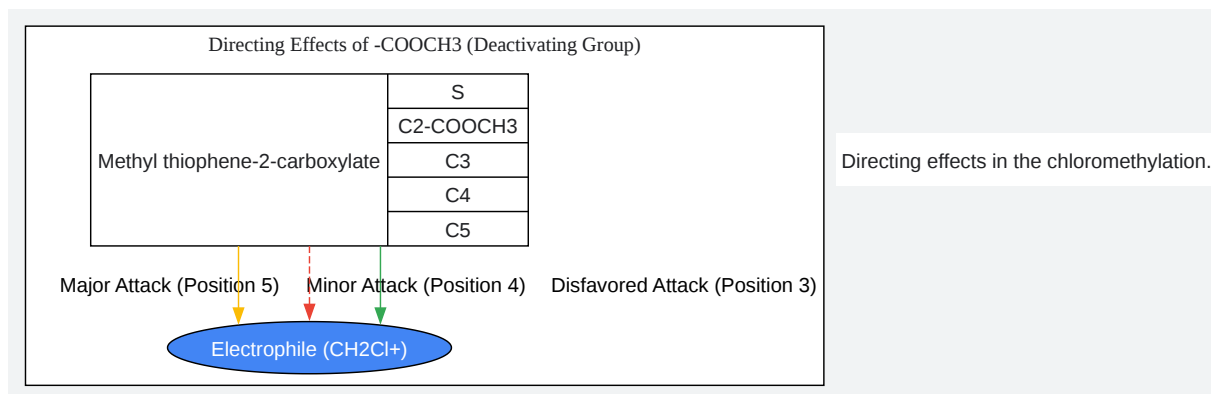 Directing Effects of -COOCH3 (Deactivating Group)
Methyl thiophene-2-carboxylate
S
C2-COOCH3
C3
C4
C5
Directing effects in the chloromethylation.
Major Attack (Position 5)
Minor Attack (Position 4)
Disfavored Attack (Position 3)
Electrophile (CH2Cl+)